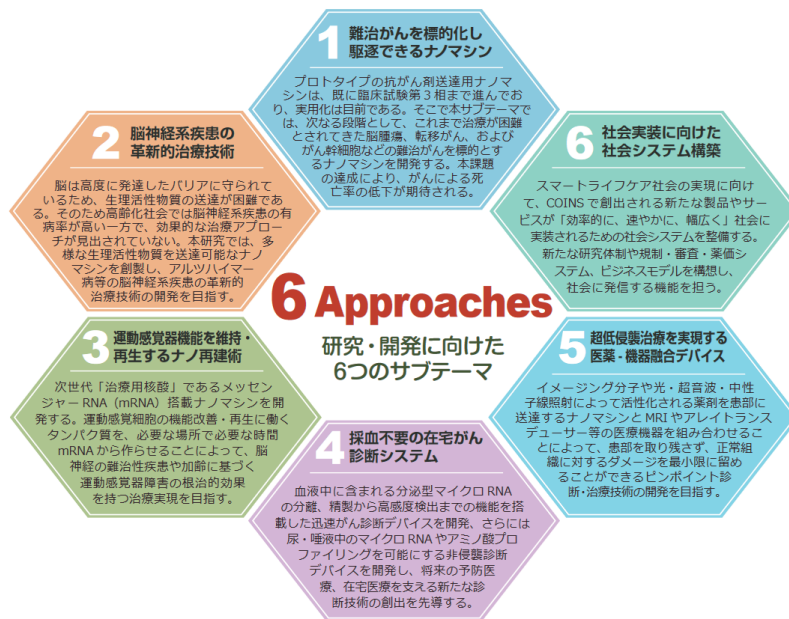 6 Approaches
研究・開発に向けた
6つのサブテーマ
1 難治がんを標的化し
駆逐できるナノマシン
プロトタイプの抗がん剤送達用ナノマ
シンは、既に臨床試験第3相まで進んでお
り、実用化は目前である。そこで本サブテーマで
は、次なる段階として、これまで治療が困難
とされてきた脳腫瘍、転移がん、および
がん幹細胞などの難治がんを標的とす
るナノマシンを開発する。本課題
の達成により、がんによる死
亡率の低下が期待される。
2 脳神経系疾患の
革新的治療技術
脳は高度に発達したバリアに守られて
いるため、生理活性物質の送達が困難であ
る。そのため高齢化社会では脳神経系疾患の有
病率が高い一方で、効果的な治療アプロー
チが見出されていない。本研究では、多
様な生理活性物質を送達可能なナノ
マシンを創製し、アルツハイマー
病等の脳神経系疾患の革新的
治療技術の開発を目指す。
3 運動感覚器機能を維持・
再生するナノ再建術
次世代「治療用核酸」であるメッセン
ジャーRNA（mRNA）搭載ナノマシンを開
発する。運動感覚細胞の機能改善・再生に働く
タンパク質を、必要な場所で必要な時間
mRNAから作らせることによって、脳
神経の難治性疾患や加齢に基づく
運動感覚器障害の根治的効果
を持つ治療実現を目指す。
4 採血不要の在宅がん
診断システム
血液中に含まれる分泌型マイクロRNA
の分離、精製から高感度検出までの機能を搭
載した迅速がん診断デバイスを開発、さらには
尿・唾液中のマイクロRNAやアミノ酸プロ
ファイリングを可能にする非侵襲診断
デバイスを開発し、将来の予防医
療、在宅医療を支える新たな診
断技術の創出を先導する。
5 超低侵襲治療を実現する
医薬-機器融合デバイス
イメージング分子や光・超音波・中性
子線照射によって活性化される薬剤を患部に
送達するナノマシンとMRIやアレイトランス
デューサー等の医療機器を組み合わせるこ
とによって、患部を取り残さず、正常組
織に対するダメージを最小限に留め
ることができるピンポイント診
断・治療技術の開発を目指す。
6 社会実装に向けた
社会システム構築
スマートライフケア社会の実現に向け
て、COINSで創出される新たな製品やサー
ビスが「効率的に、速やかに、幅広く」社会に
実装されるための社会システムを整備する。
新たな研究体制や規制・審査・薬価シ
ステム、ビジネスモデルを構想し、
社会に発信する機能を担う。